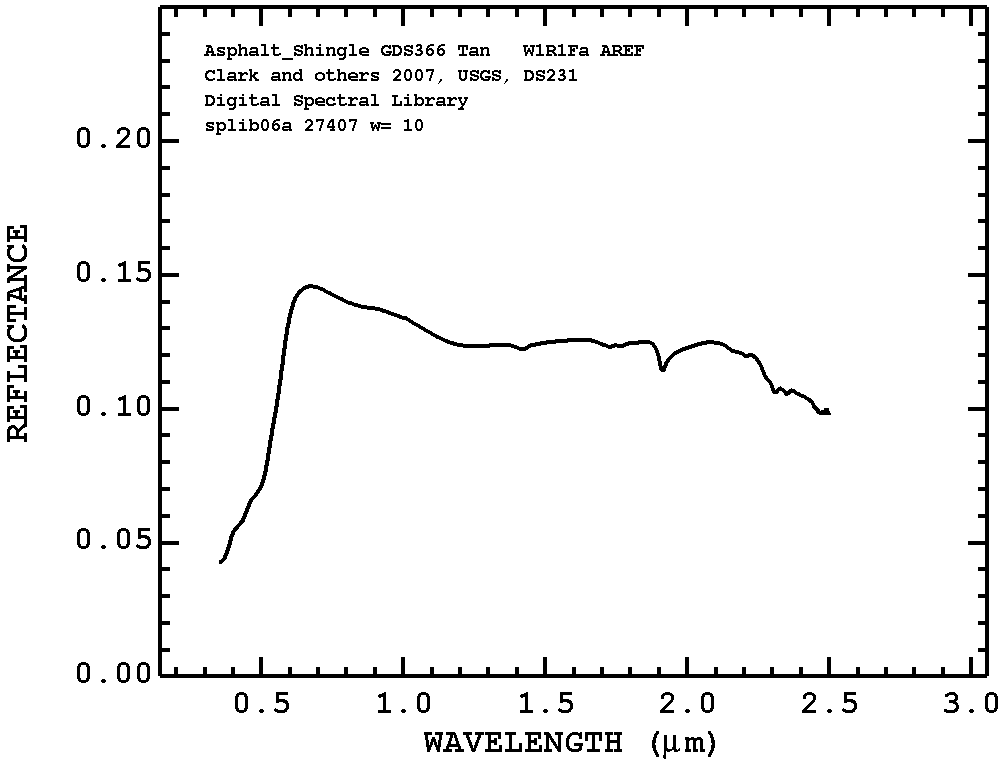 Asphalt_Shingle GDS366 Tan   W1R1Fa AREF
Clark and others 2007, USGS, DS231
Digital Spectral Library
splib06a 27407 w= 10
REFLECTANCE
0.20
0.15
0.10
0.05
0.00
0.5 1.0 1.5 2.0 2.5 3.0
WAVELENGTH (μm)